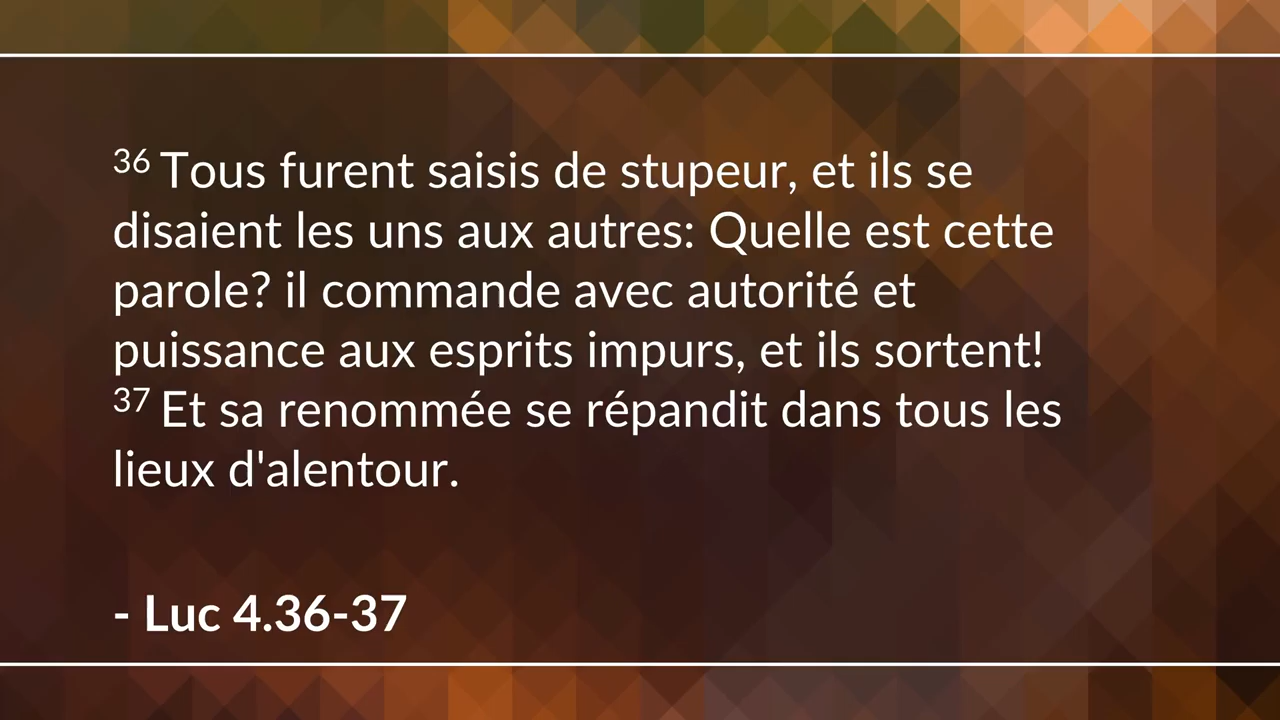 36 Tous furent saisis de stupeur, et ils se
disaient les uns aux autres: Quelle est cette
parole? il commande avec autorité et
puissance aux esprits impurs, et ils sortent!
37 Et sa renommée se répandit dans tous les
lieux d'alentour.
- Luc 4.36-37